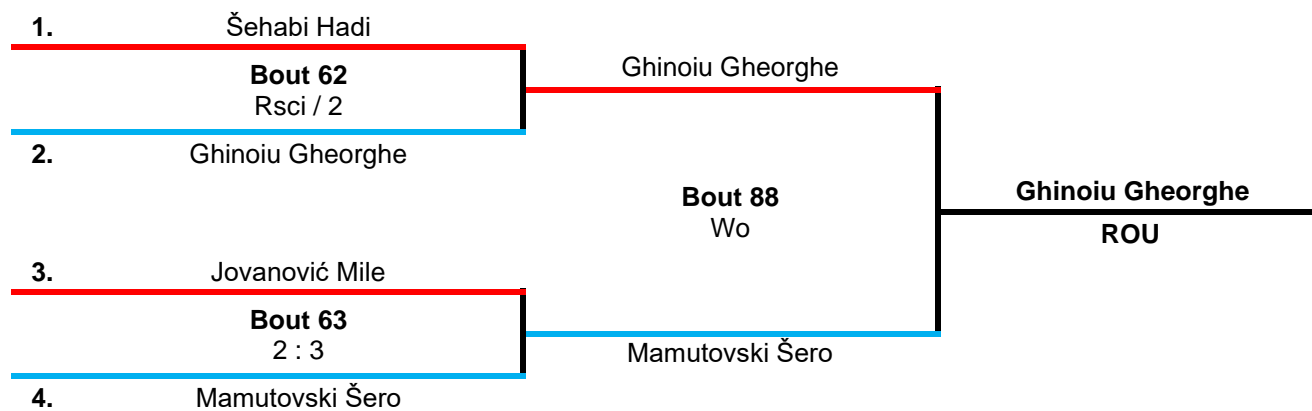 1. Šehabi Hadi
Bout 62
Rsci / 2
2. Ghinoiu Gheorghe
Ghinoiu Gheorghe
Bout 88
Wo
Ghinoiu Gheorghe
ROU
3. Jovanović Mile
Bout 63
2 : 3
4. Mamutovski Šero
Mamutovski Šero